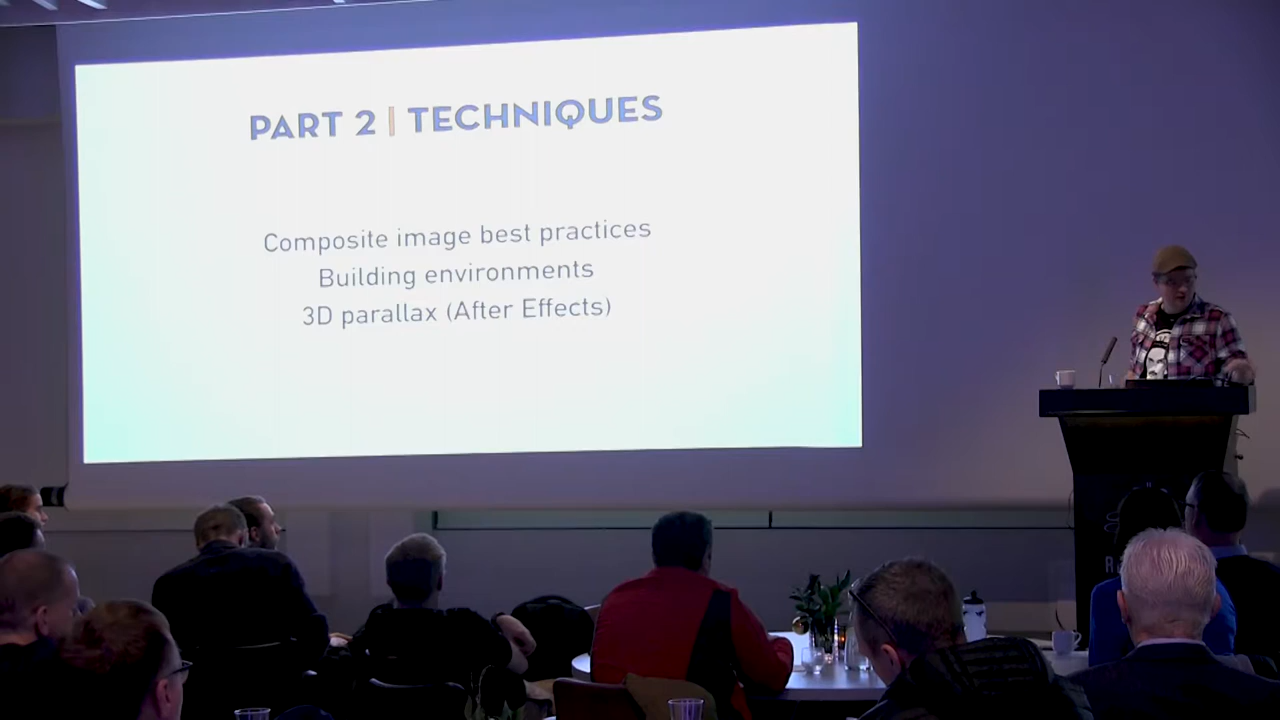 PART 2 | TECHNIQUES
Composite image best practices
Building environments
3D parallax (After Effects)